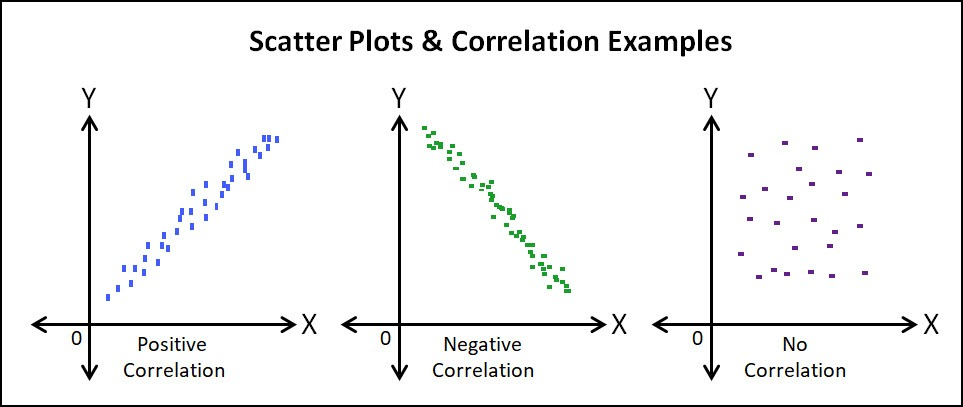 Scatter Plots & Correlation Examples
Y
X
0
Positive
Correlation
Y
X
0
Negative
Correlation
Y
X
0
No
Correlation